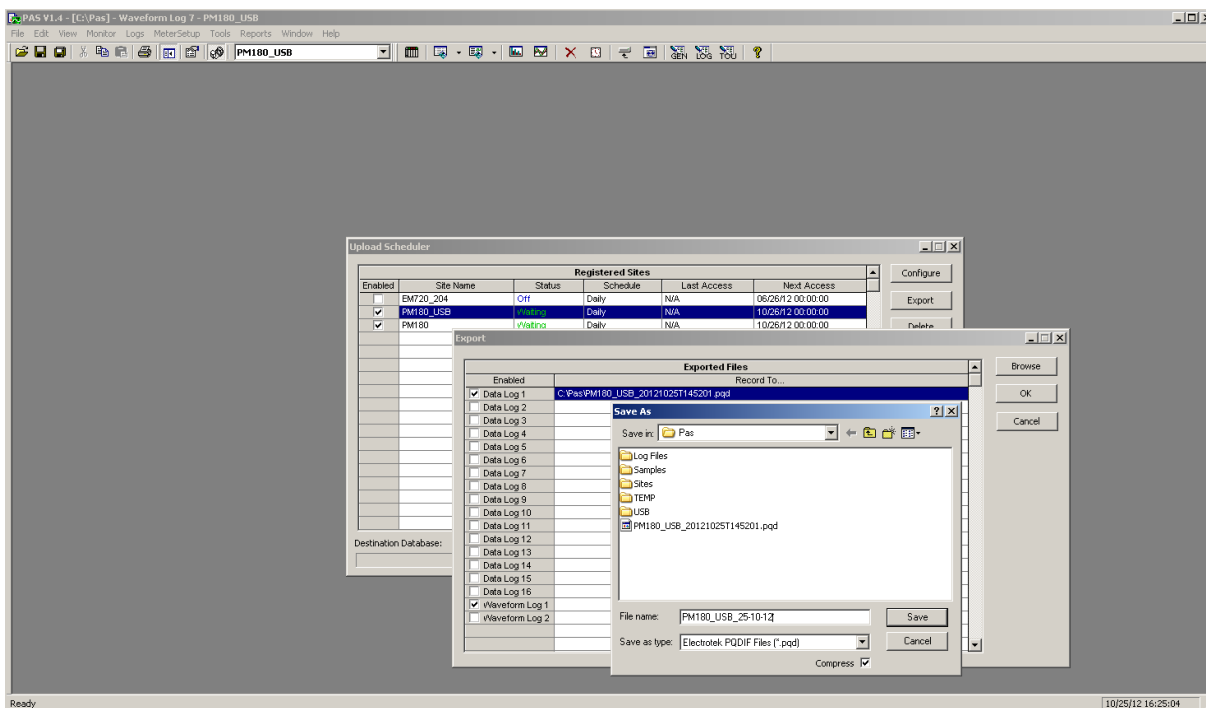 PAS V1.4 - [C:\Pas] - Waveform Log 7 - PM180_USB
File Edit View Monitor Logs MeterSetup Tools Reports Window Help
PM180_USB GEN LOG TOU
Upload Scheduler
Registered Sites
Enabled Site Name Status Schedule Last Access Next Access
EM720_204 Off Daily N/A 06/26/12 00:00:00
PM180_USB Waiting Daily N/A 10/26/12 00:00:00
PM180 Waiting Daily N/A 10/26/12 00:00:00
Configure
Export
Delete
Destination Database:
Export
Exported Files
Enabled Record To...
Data Log 1 C:\Pas\PM180_USB_20121025T145201.pqd
Data Log 2
Data Log 3
Data Log 4
Data Log 5
Data Log 6
Data Log 7
Data Log 8
Data Log 9
Data Log 10
Data Log 11
Data Log 12
Data Log 13
Data Log 14
Data Log 15
Data Log 16
Waveform Log 1
Waveform Log 2
Browse
OK
Cancel
Save As
Save in: Pas
Log Files
Samples
Sites
TEMP
USB
PM180_USB_20121025T145201.pqd
File name: PM180_USB_25-10-12
Save
Save as type: Electrotek PQDIF Files (*.pqd)
Cancel
Compress
Ready
10/25/12 16:25:04